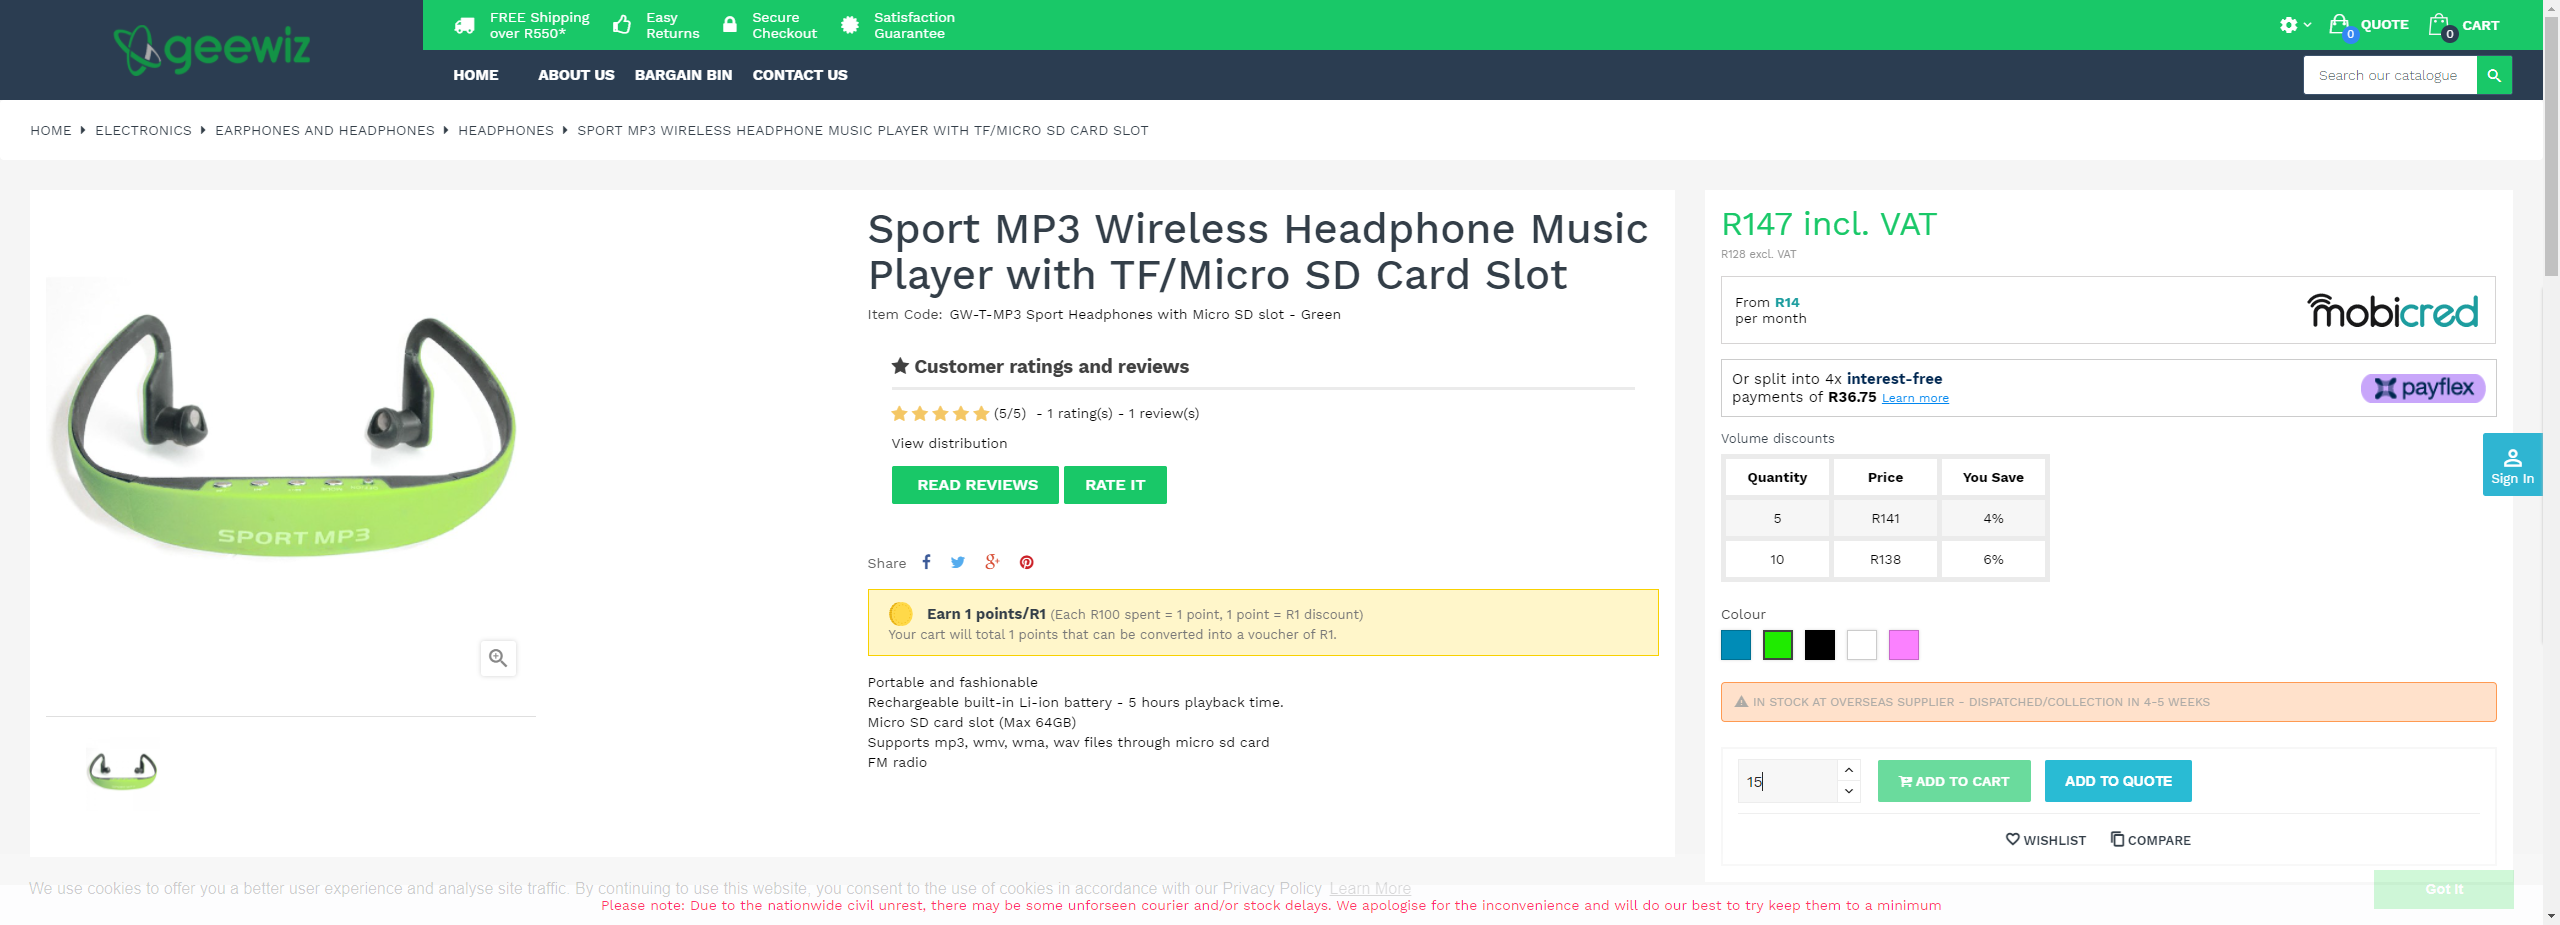 geewiz
FREE Shipping
over R550*
Easy
Returns
Secure
Checkout
Satisfaction
Guarantee
0
QUOTE
0
CART
HOME
ABOUT US
BARGAIN BIN
CONTACT US
Search our catalogue
HOME
ELECTRONICS
EARPHONES AND HEADPHONES
HEADPHONES
SPORT MP3 WIRELESS HEADPHONE MUSIC PLAYER WITH TF/MICRO SD CARD SLOT
SPORT MP3
Sport MP3 Wireless Headphone Music
Player with TF/Micro SD Card Slot
Item Code: GW-T-MP3 Sport Headphones with Micro SD slot - Green
Customer ratings and reviews
(5/5) - 1 rating(s) - 1 review(s)
View distribution
READ REVIEWS
RATE IT
Share
Earn 1 points/R1 (Each R100 spent = 1 point, 1 point = R1 discount)
Your cart will total 1 points that can be converted into a voucher of R1.
Portable and fashionable
Rechargeable built-in Li-ion battery - 5 hours playback time.
Micro SD card slot (Max 64GB)
Supports mp3, wmv, wma, wav files through micro sd card
FM radio
R147 incl. VAT
R128 excl. VAT
From R14
per month
mobicred
Or split into 4x interest-free
payments of R36.75 Learn more
payflex
Volume discounts
Quantity Price You Save
5 R141 4%
10 R138 6%
Sign In
Colour
IN STOCK AT OVERSEAS SUPPLIER - DISPATCHED/COLLECTION IN 4-5 WEEKS
15
ADD TO CART
ADD TO QUOTE
WISHLIST
COMPARE
We use cookies to offer you a better user experience and analyse site traffic. By continuing to use this website, you consent to the use of cookies in accordance with our Privacy Policy. Learn More
Got It
Please note: Due to the nationwide civil unrest, there may be some unforseen courier and/or stock delays. We apologise for the inconvenience and will do our best to try keep them to a minimum